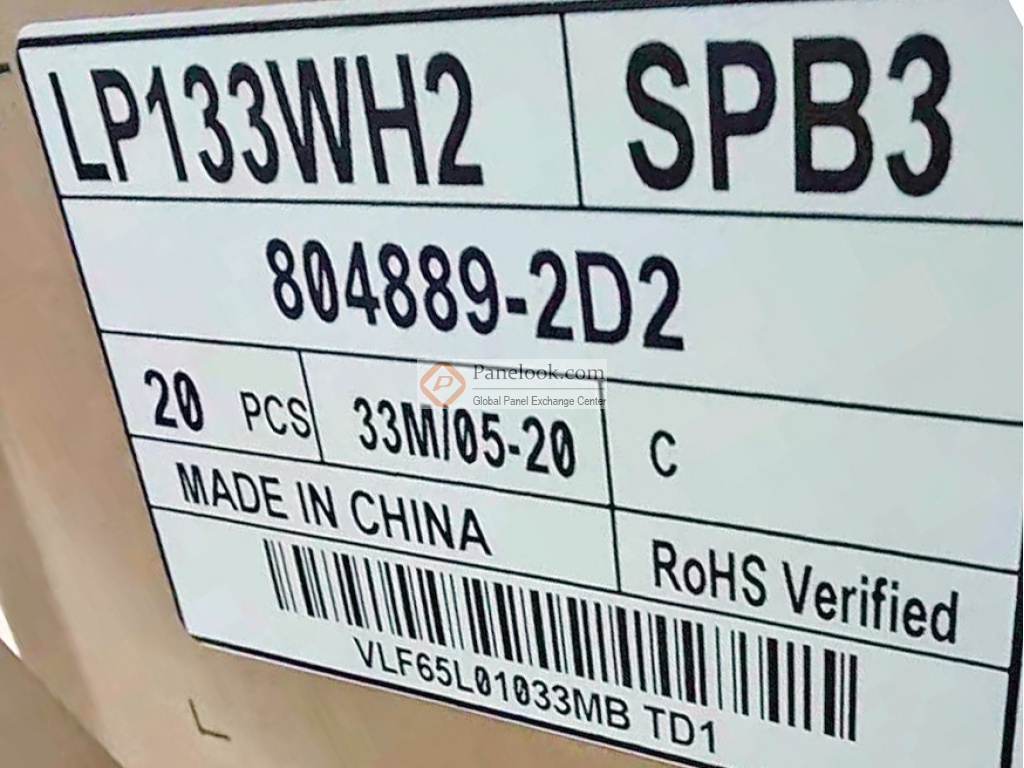 LP133WH2 SPB3
804889-2D2
Panelook.com
Global Panel Exchange Center
20 PCS 33M/05-20 C
MADE IN CHINA
RoHS Verified
VLF65L01033MB TD1